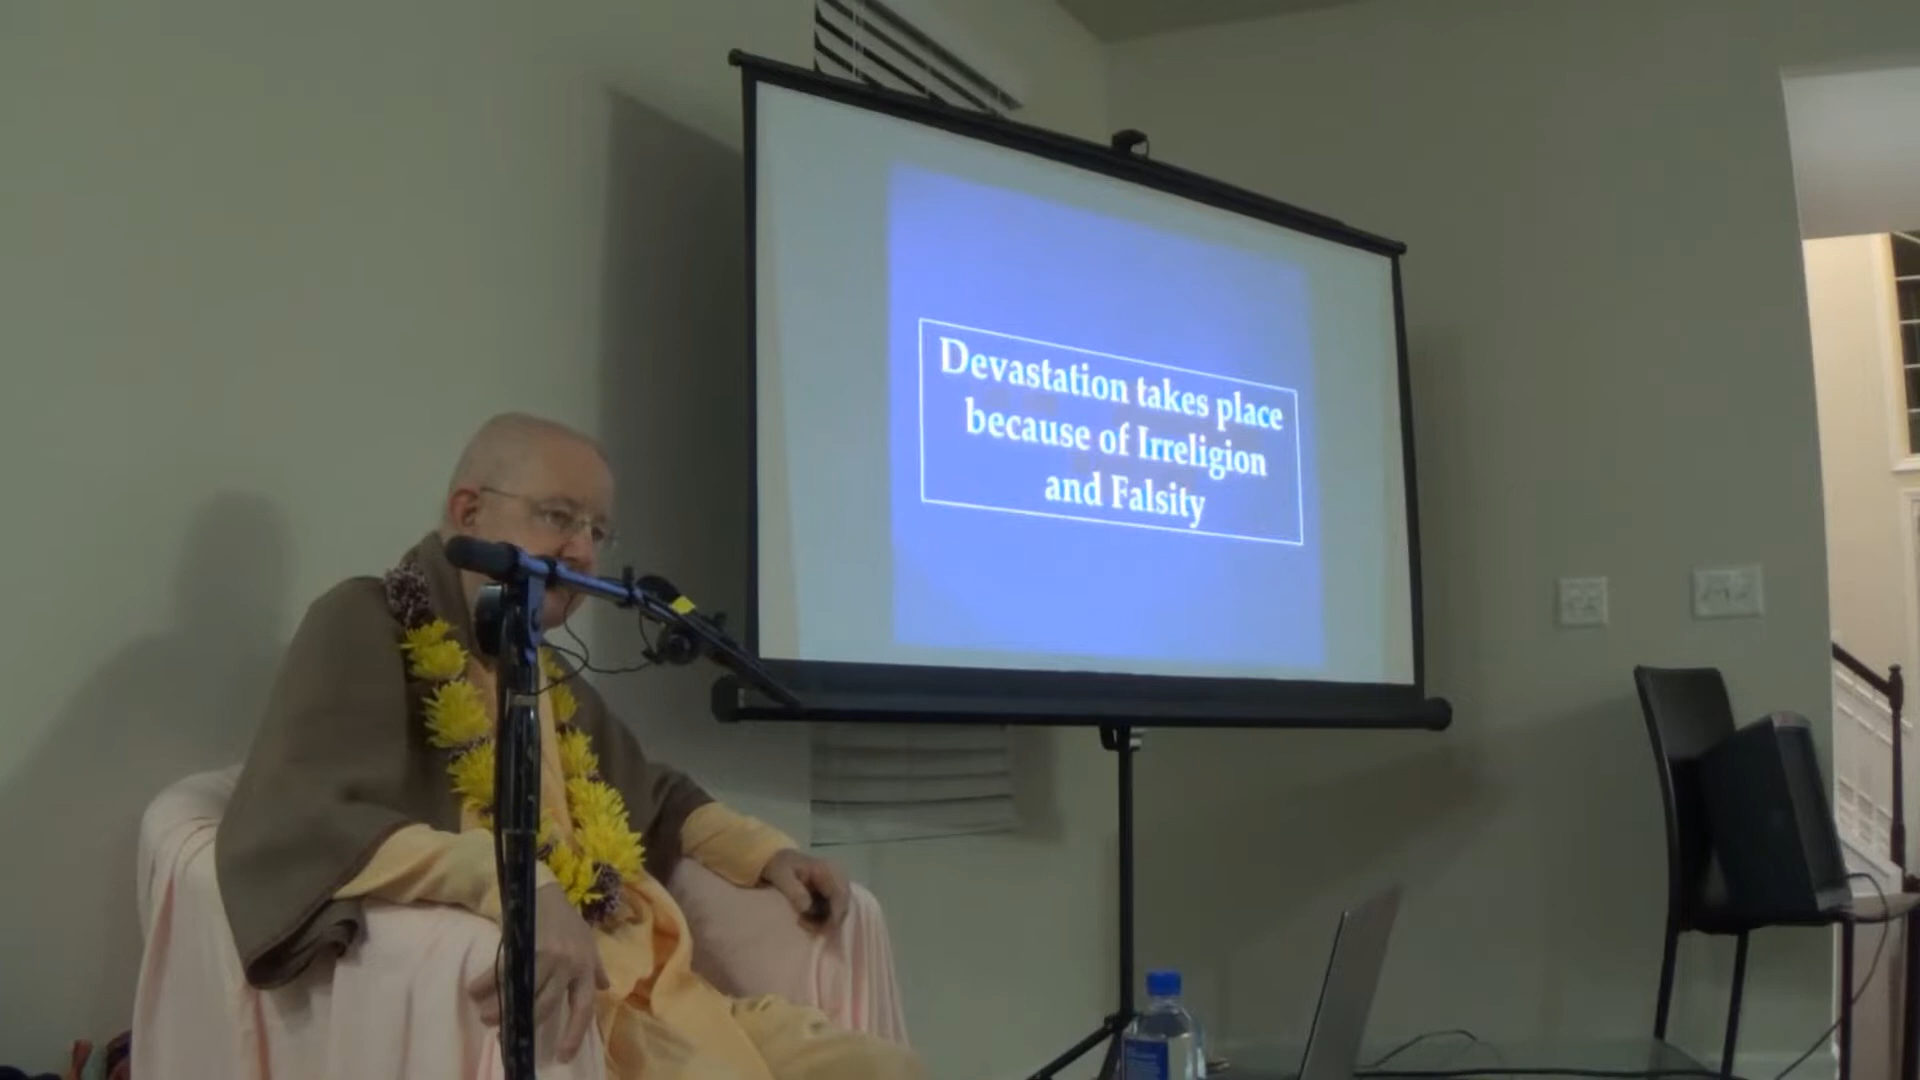 Devastation takes place
because of Irreligion
and Falsity